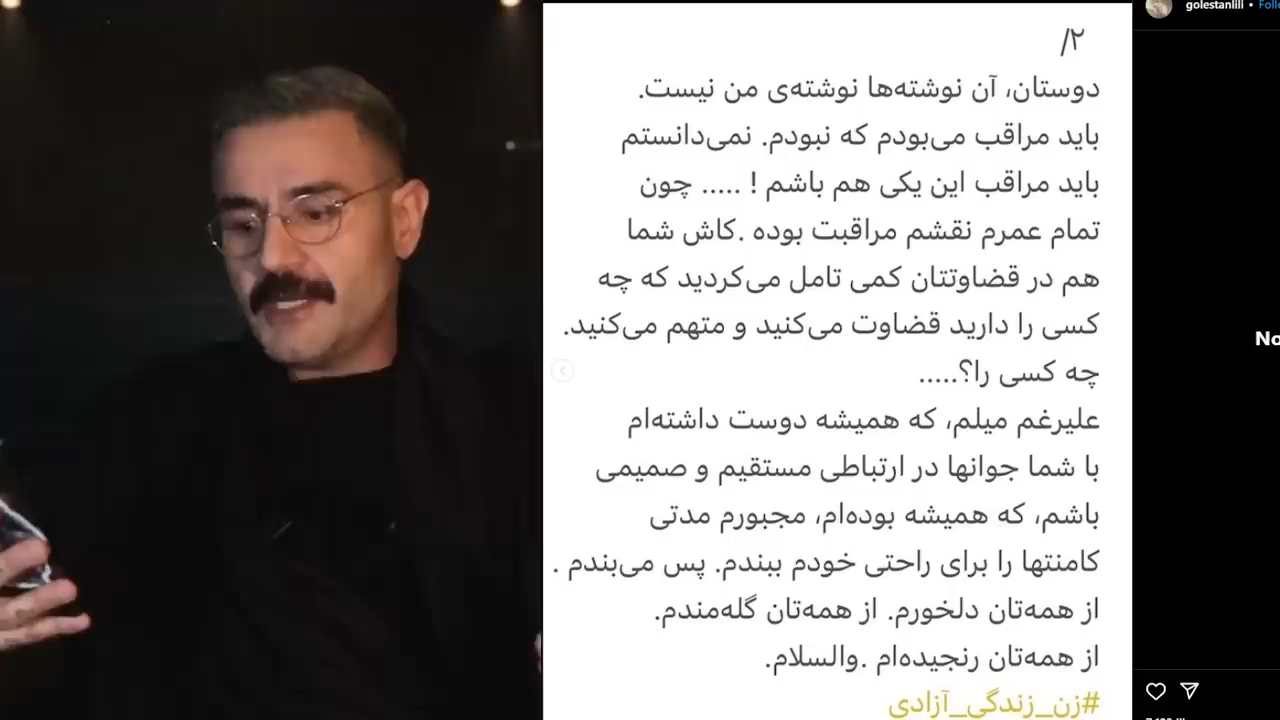 golestanlili • Follo
۲/
دوستان، آن نوشته‌ها نوشته‌ی من نیست.
باید مراقب می‌بودم که نبودم. نمی‌دانستم
باید مراقب این یکی هم باشم ! ..... چون
تمام عمرم نقشم مراقبت بوده .کاش شما
هم در قضاوتتان کمی تامل می‌کردید که چه
کسی را دارید قضاوت می‌کنید و متهم می‌کنید.
چه کسی را؟.....
علیرغم میلم، که همیشه دوست داشته‌ام
با شما جوانها در ارتباطی مستقیم و صمیمی
باشم، که همیشه بوده‌ام، مجبورم مدتی
کامنتها را برای راحتی خودم ببندم. پس می‌بندم .
از همه‌تان دلخورم. از همه‌تان گله‌مندم.
از همه‌تان رنجیده‌ام .والسلام.
#زن_زندگی_آزادی
No